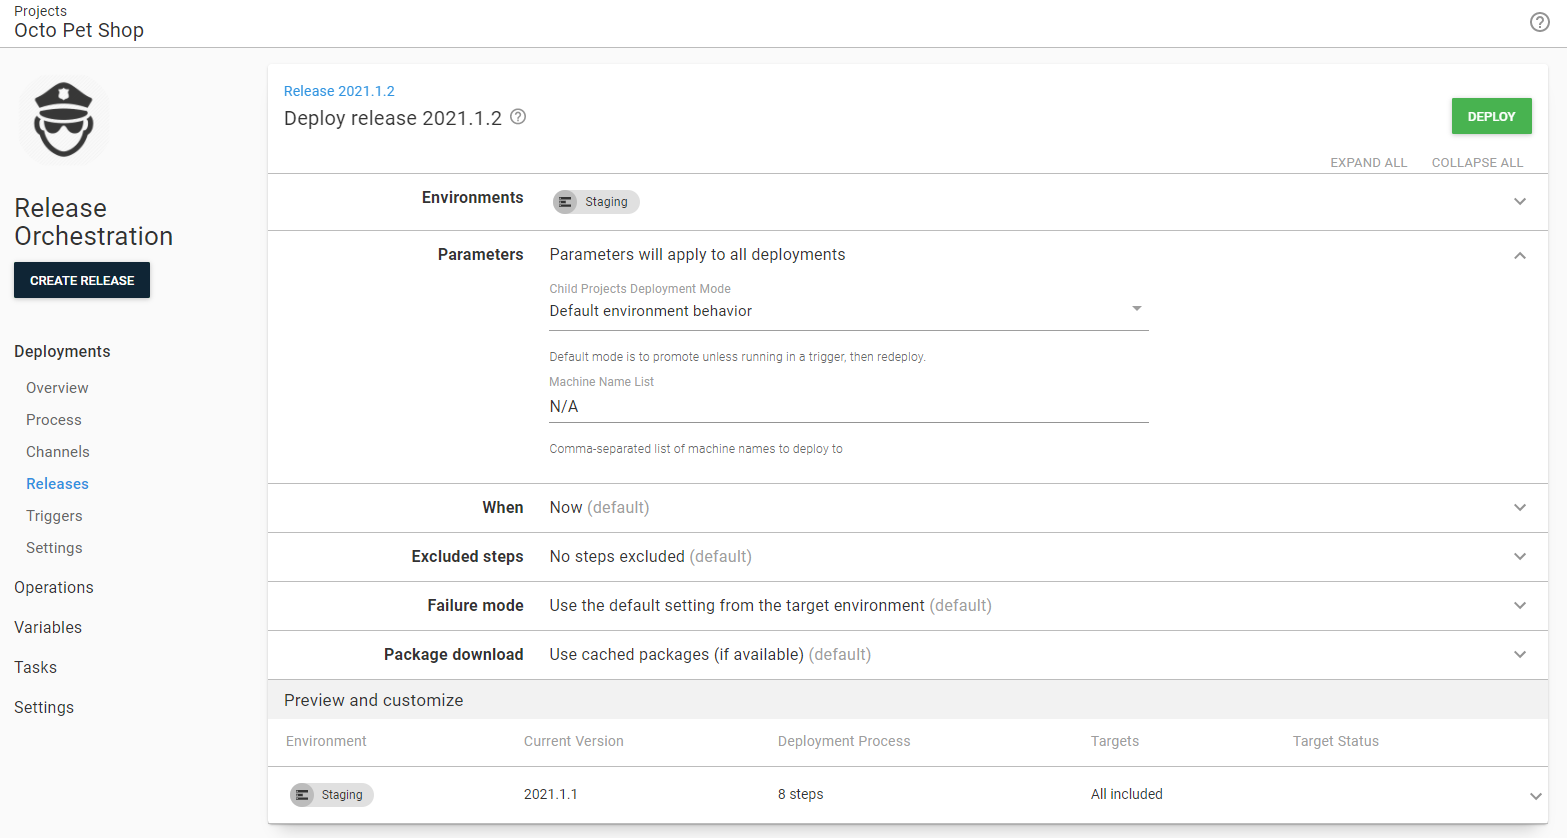 Projects
Octo Pet Shop
Release
Orchestration
CREATE RELEASE
Deployments
Overview
Process
Channels
Releases
Triggers
Settings
Operations
Variables
Tasks
Settings
Release 2021.1.2
Deploy release 2021.1.2
DEPLOY
EXPAND ALL COLLAPSE ALL
Environments Staging
Parameters Parameters will apply to all deployments
Child Projects Deployment Mode
Default environment behavior
Default mode is to promote unless running in a trigger, then redeploy.
Machine Name List
N/A
Comma-separated list of machine names to deploy to
When Now (default)
Excluded steps No steps excluded (default)
Failure mode Use the default setting from the target environment (default)
Package download Use cached packages (if available) (default)
Preview and customize
Environment Current Version Deployment Process Targets Target Status
Staging 2021.1.1 8 steps All included